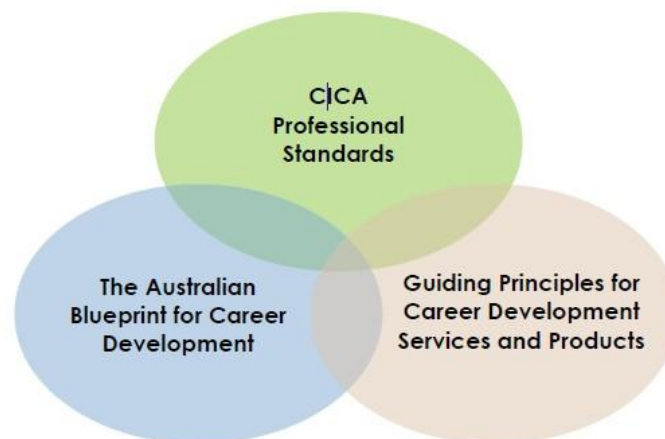 CICA
Professional
Standards
The Australian
Blueprint for Career
Development
Guiding Principles for
Career Development
Services and Products